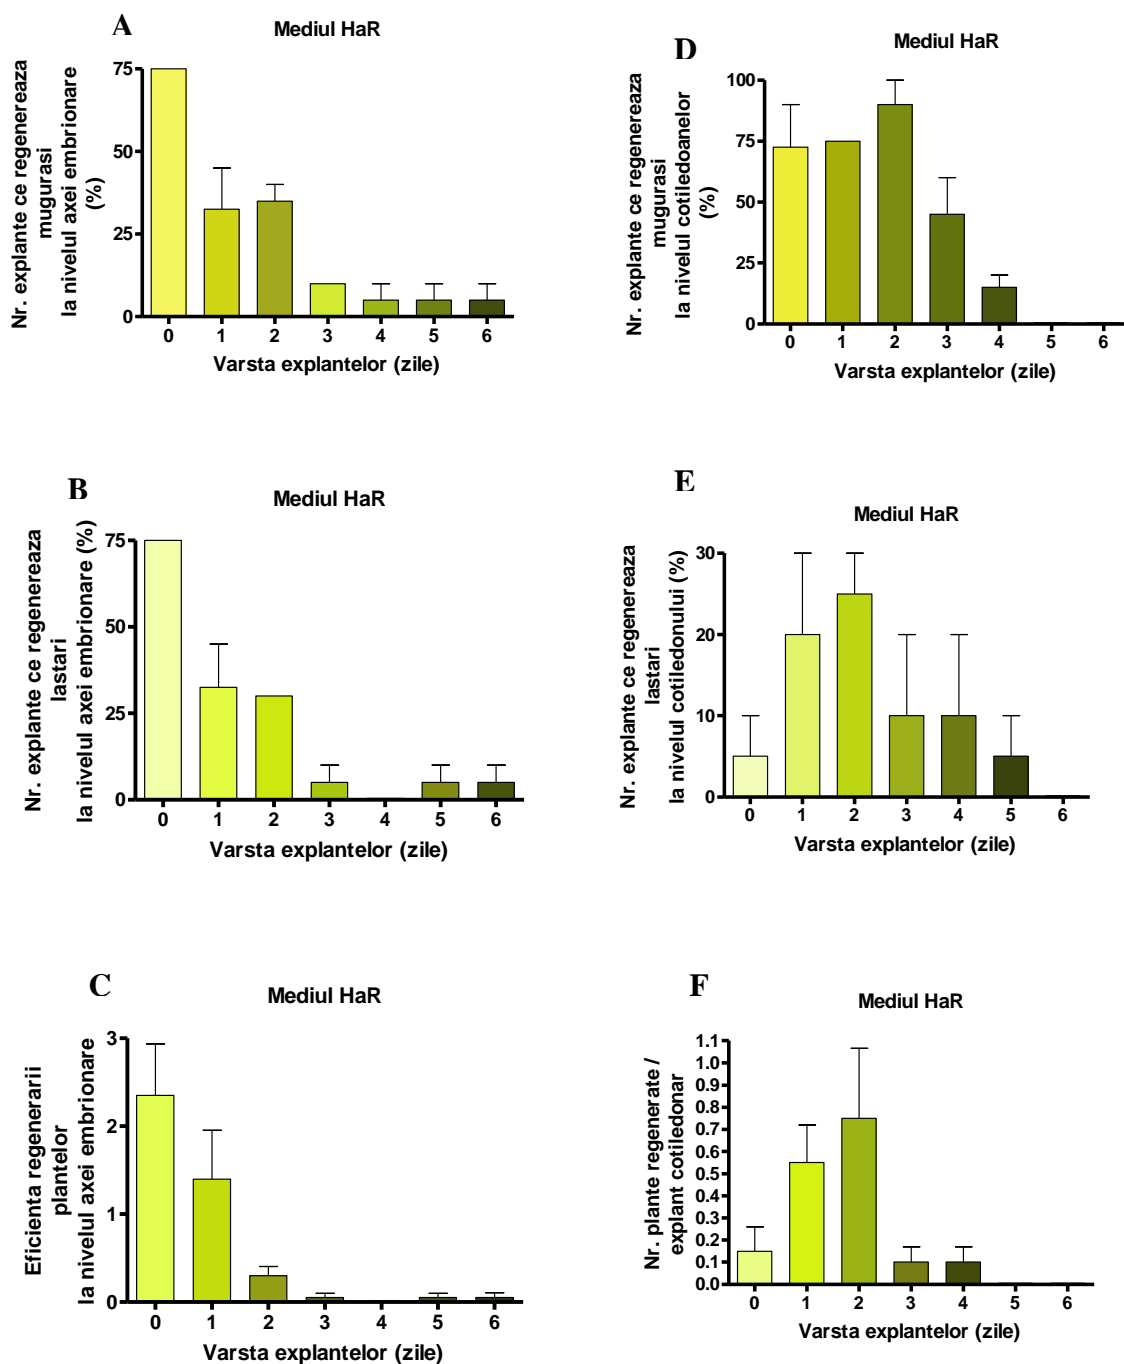 A
Mediul HaR
Nr. explante ce regenereaza
mugurasi
la nivelul axei embrionare
(%)
75
50
25
0
0 1 2 3 4 5 6
Varsta explantelor (zile)
D
Mediul HaR
Nr. explante ce regenereaza
mugurasi
la nivelul cotiledoanelor
(%)
100
75
50
25
0
0 1 2 3 4 5 6
Varsta explantelor (zile)
B
Mediul HaR
Nr. explante ce regenereaza
lastari
la nivelul axei embrionare (%)
75
50
25
0
0 1 2 3 4 5 6
Varsta explantelor (zile)
E
Mediul HaR
Nr. explante ce regenereaza
lastari
la nivelul cotiledonului (%)
30
20
10
0
0 1 2 3 4 5 6
Varsta explantelor (zile)
C
Mediul HaR
Eficienta regenerarii
plantelor
la nivelul axei embrionare
3
2
1
0
0 1 2 3 4 5 6
Varsta explantelor (zile)
F
Mediul HaR
Nr. plante regenerate /
explant cotiledonar
1.1
1.0
0.9
0.8
0.7
0.6
0.5
0.4
0.3
0.2
0.1
0.0
0 1 2 3 4 5 6
Varsta explantelor (zile)